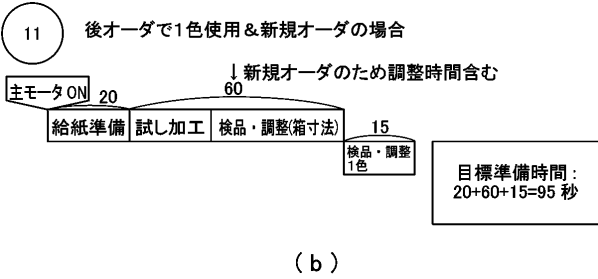 11
後オーダで1色使用&新規オーダの場合
↓新規オーダのため調整時間含む
主モータON
20
60
給紙準備
試し加工
検品・調整(箱寸法)
15
検品・調整
1色
目標準備時間:
20+60+15=95 秒
(b)